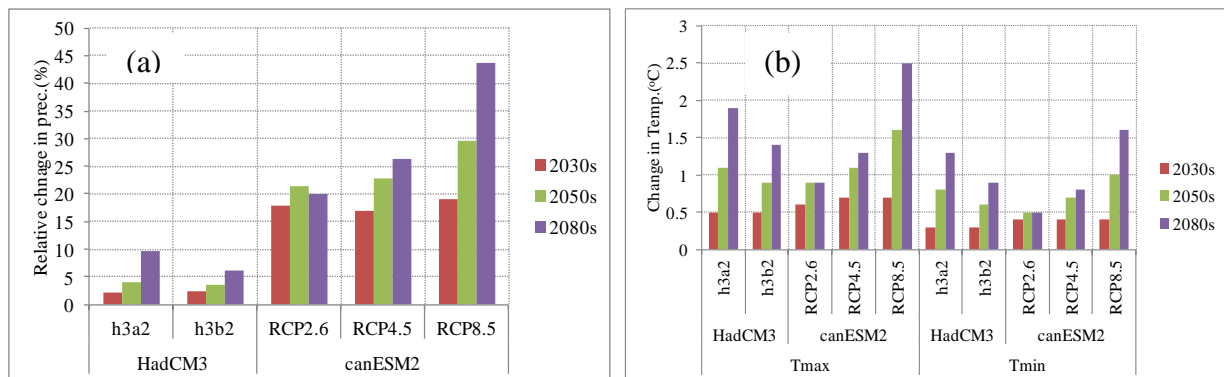 (a)
Relative chnage in prec.(%)
50
45
40
35
30
25
20
15
10
5
0
h3a2 h3b2 RCP2.6 RCP4.5 RCP8.5
HadCM3 canESM2
2030s
2050s
2080s
(b)
Change in Temp.(°C)
3
2.5
2
1.5
1
0.5
0
h3a2 h3b2 RCP2.6 RCP4.5 RCP8.5 h3a2 h3b2 RCP2.6 RCP4.5 RCP8.5
HadCM3 canESM2 HadCM3 canESM2
Tmax Tmin
2030s
2050s
2080s